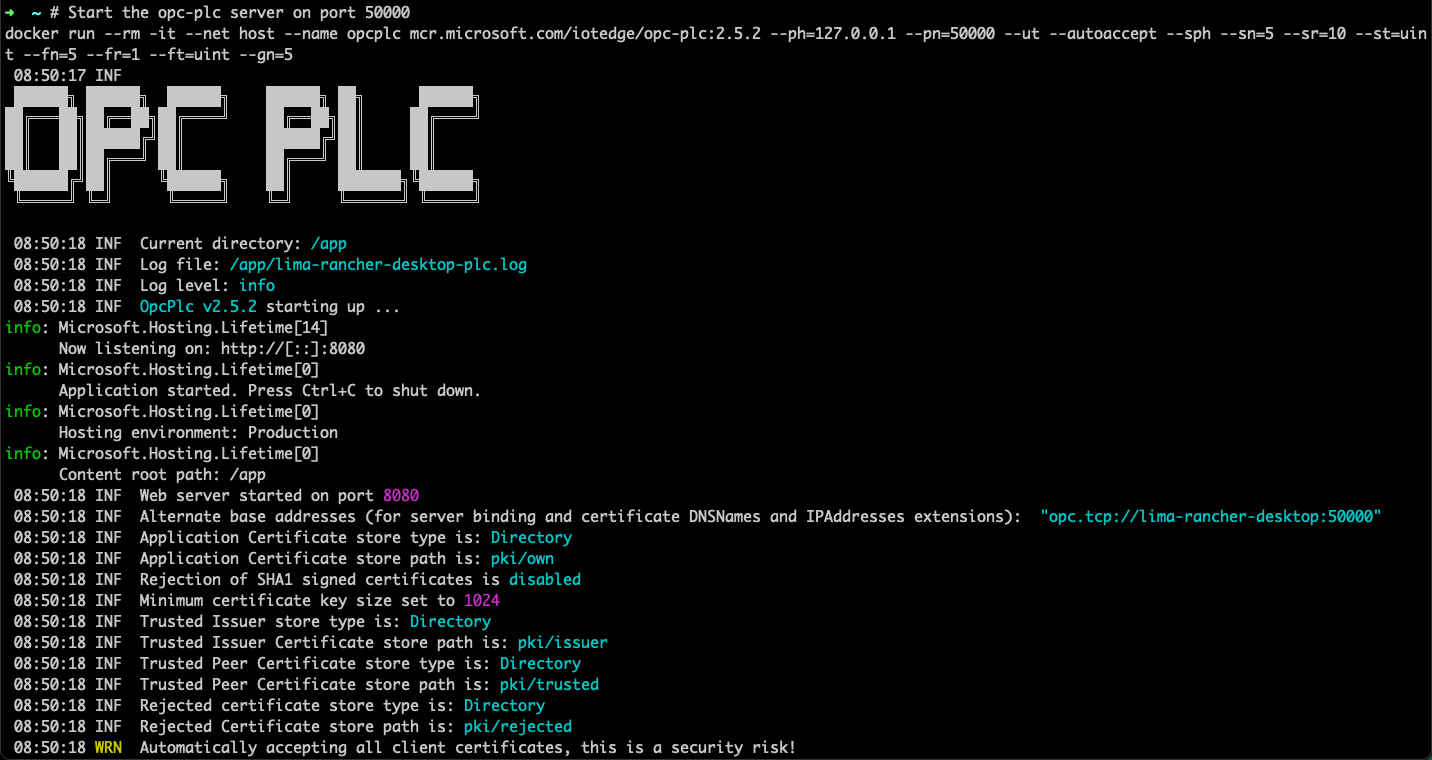 ➜  ~ # Start the opc-plc server on port 50000
docker run --rm -it --net host --name opcplc mcr.microsoft.com/iotedge/opc-plc:2.5.2 --ph=127.0.0.1 --pn=50000 --ut --autoaccept --sph --sn=5 --sr=10 --st=uin
t --fn=5 --fr=1 --ft=uint --gn=5
08:50:17 INF
OPC PLC
08:50:18 INF  Current directory: /app
08:50:18 INF  Log file: /app/lima-rancher-desktop-plc.log
08:50:18 INF  Log level: info
08:50:18 INF  OpcPlc v2.5.2 starting up ...
info: Microsoft.Hosting.Lifetime[14]
Now listening on: http://[::]:8080
info: Microsoft.Hosting.Lifetime[0]
Application started. Press Ctrl+C to shut down.
info: Microsoft.Hosting.Lifetime[0]
Hosting environment: Production
info: Microsoft.Hosting.Lifetime[0]
Content root path: /app
08:50:18 INF  Web server started on port 8080
08:50:18 INF  Alternate base addresses (for server binding and certificate DNSNames and IPAddresses extensions):  "opc.tcp://lima-rancher-desktop:50000"
08:50:18 INF  Application Certificate store type is: Directory
08:50:18 INF  Application Certificate store path is: pki/own
08:50:18 INF  Rejection of SHA1 signed certificates is disabled
08:50:18 INF  Minimum certificate key size set to 1024
08:50:18 INF  Trusted Issuer store type is: Directory
08:50:18 INF  Trusted Issuer Certificate store path is: pki/issuer
08:50:18 INF  Trusted Peer Certificate store type is: Directory
08:50:18 INF  Trusted Peer Certificate store path is: pki/trusted
08:50:18 INF  Rejected certificate store type is: Directory
08:50:18 INF  Rejected Certificate store path is: pki/rejected
08:50:18 WRN  Automatically accepting all client certificates, this is a security risk!